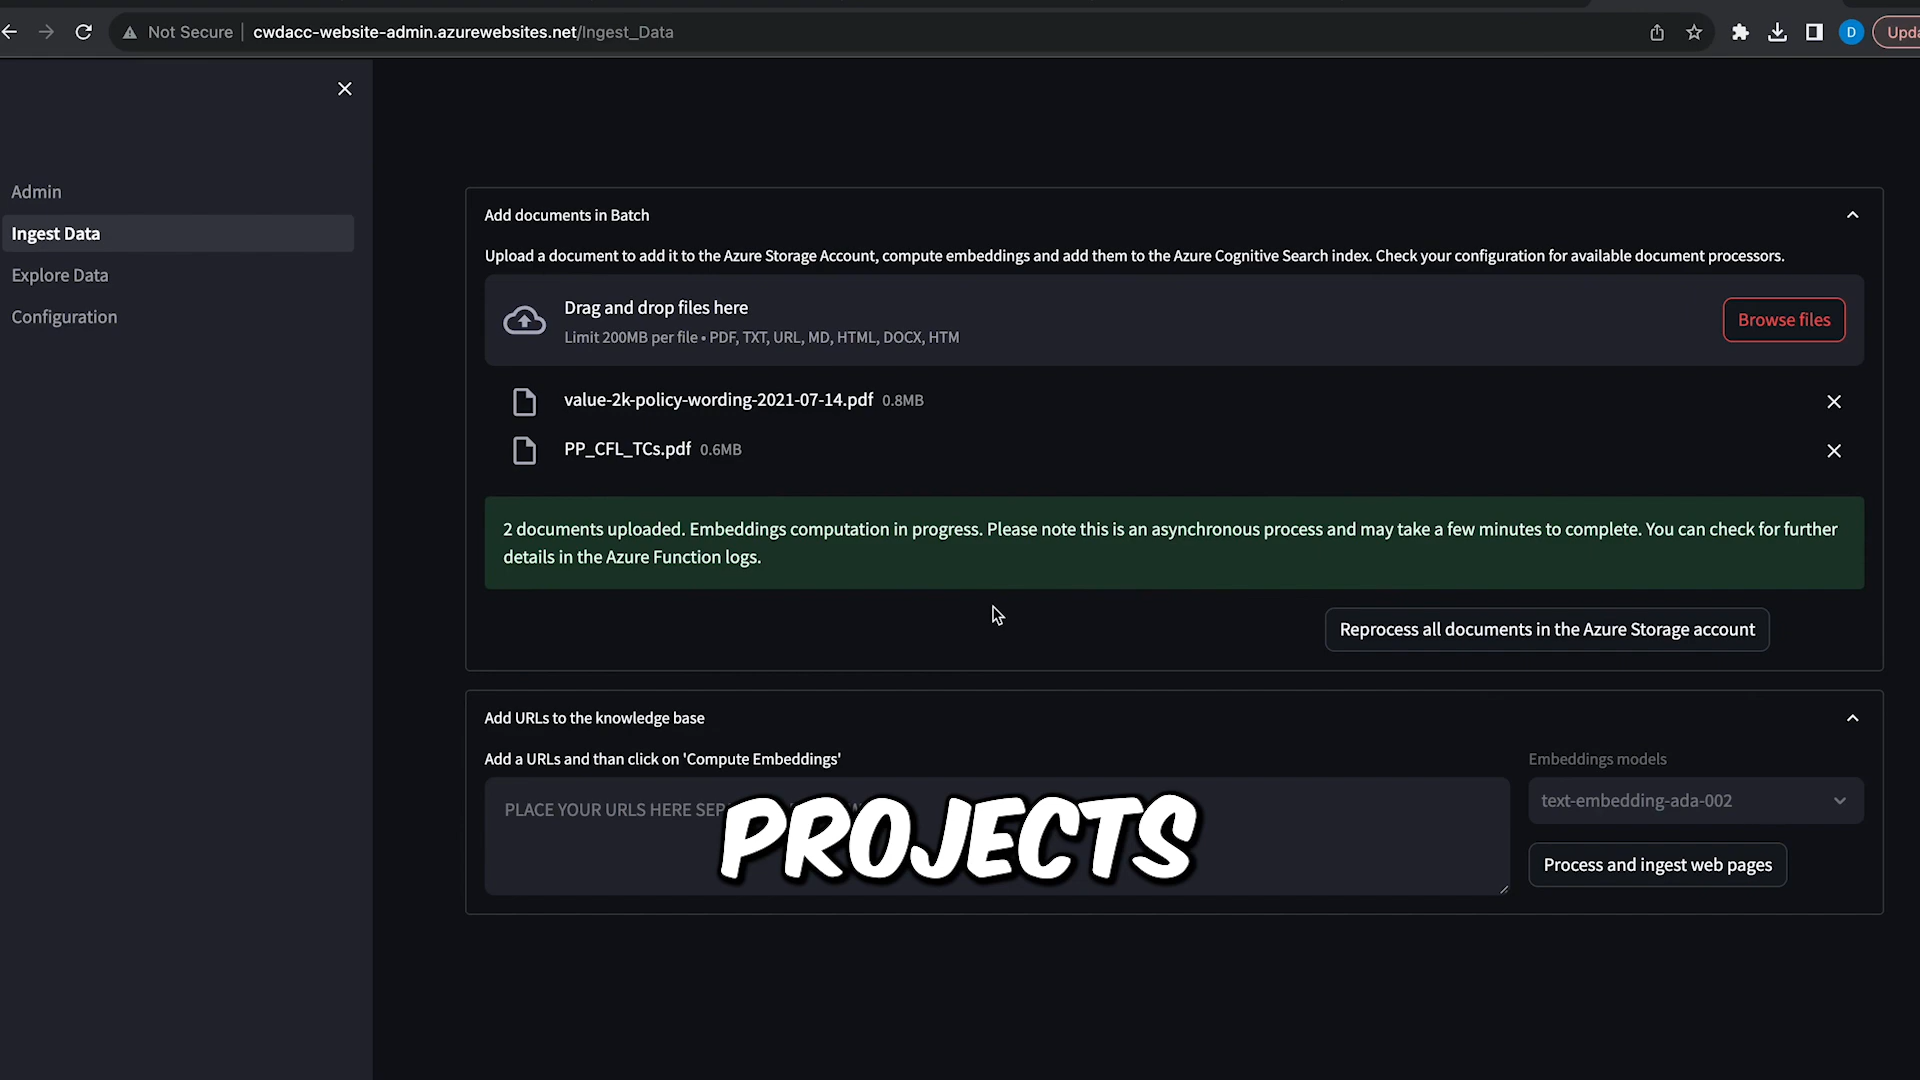 Not Secure
cwdacc-website-admin.azurewebsites.net/Ingest_Data
D
Admin
Ingest Data
Explore Data
Configuration
Add documents in Batch
Upload a document to add it to the Azure Storage Account, compute embeddings and add them to the Azure Cognitive Search index. Check your configuration for available document processors.
Drag and drop files here
Limit 200MB per file • PDF, TXT, URL, MD, HTML, DOCX, HTM
Browse files
value-2k-policy-wording-2021-07-14.pdf 0.8MB
PP_CFL_TCs.pdf 0.6MB
2 documents uploaded. Embeddings computation in progress. Please note this is an asynchronous process and may take a few minutes to complete. You can check for further
details in the Azure Function logs.
Reprocess all documents in the Azure Storage account
Add URLs to the knowledge base
Add a URLs and than click on 'Compute Embeddings'
PLACE YOUR URLS HERE
PROJECTS
Embeddings models
text-embedding-ada-002
Process and ingest web pages